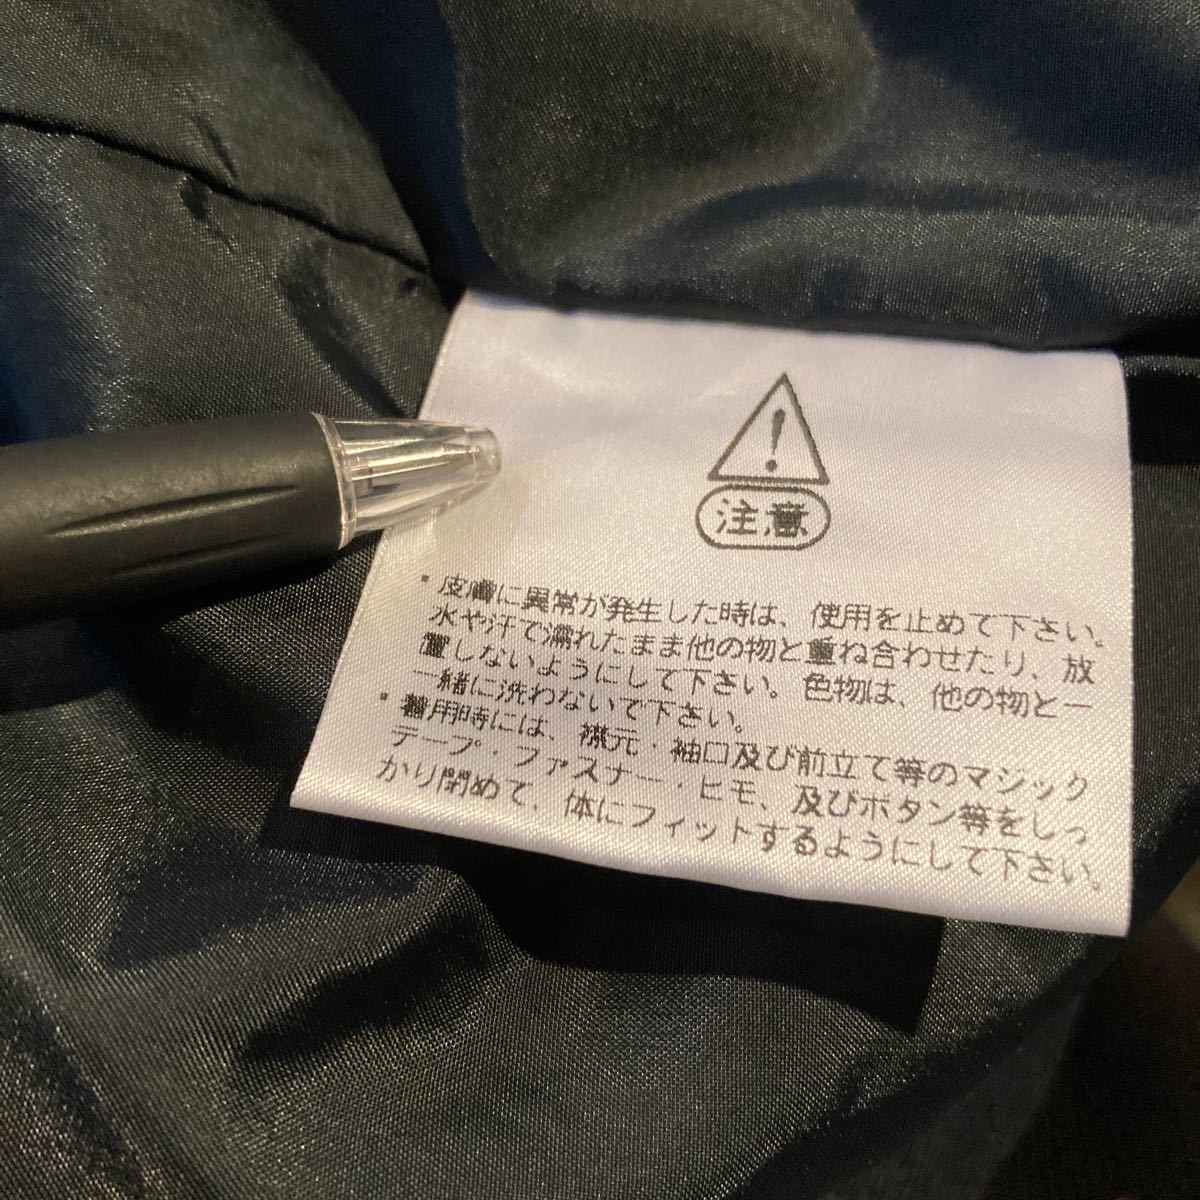 !
注意
・皮膚に異常が発生した時は、使用を止めて下さい。
水や汗で濡れたまま他の物と重ね合わせたり、放
置しないようにして下さい。色物は、他の物と一
緒に洗わないで下さい。
・着用時には、襟元・袖口及び前立て等のマジック
テープ・ファスナー・ヒモ、及びボタン等をしっ
かり閉めて、体にフィットするようにして下さい。